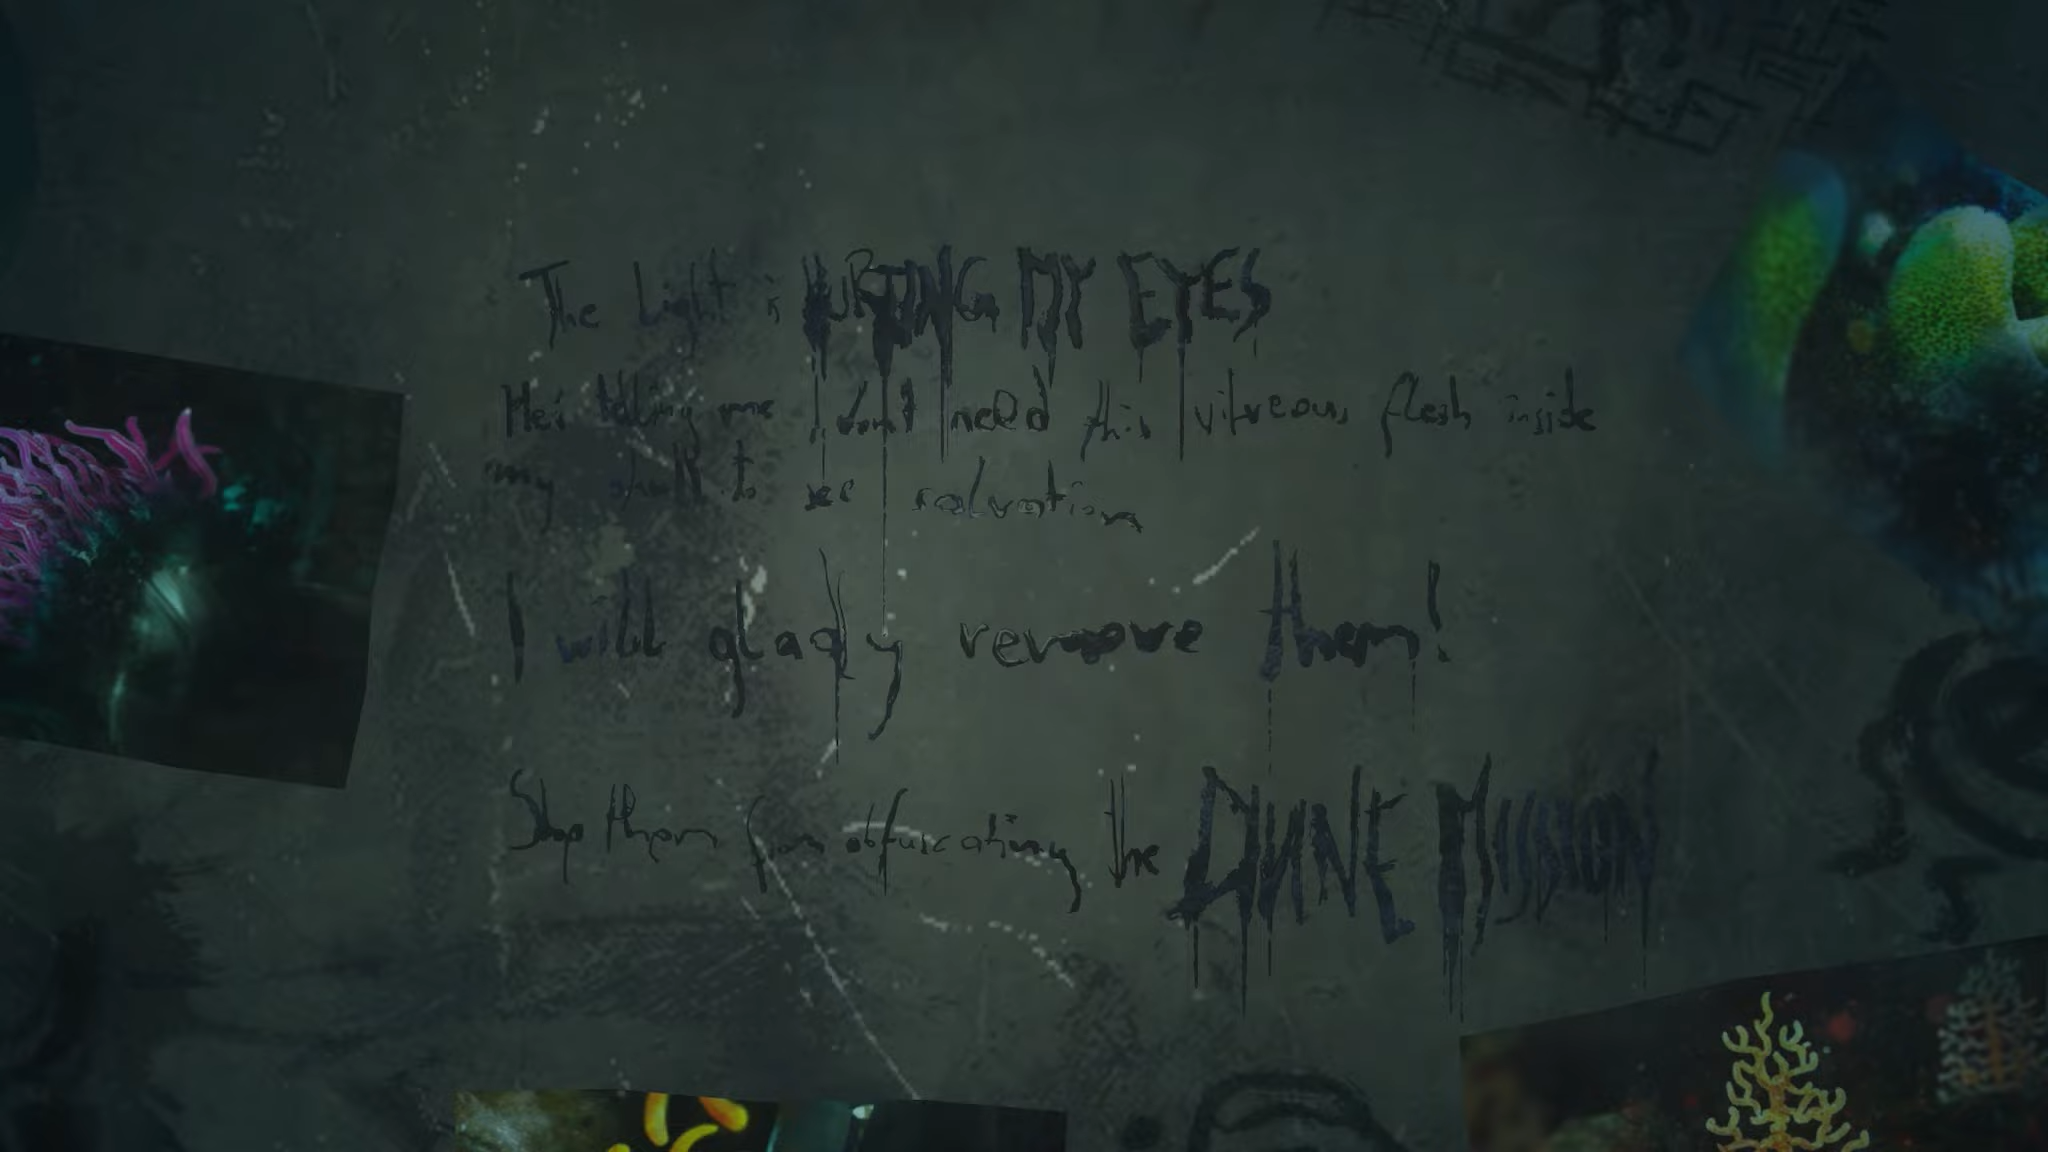 The Light is HURTING MY EYES
He's telling me I don't need this vitreous flesh inside
my skull to see salvation
I will glady remove them!
Stop them from obfuscating the DIVINE MISSION